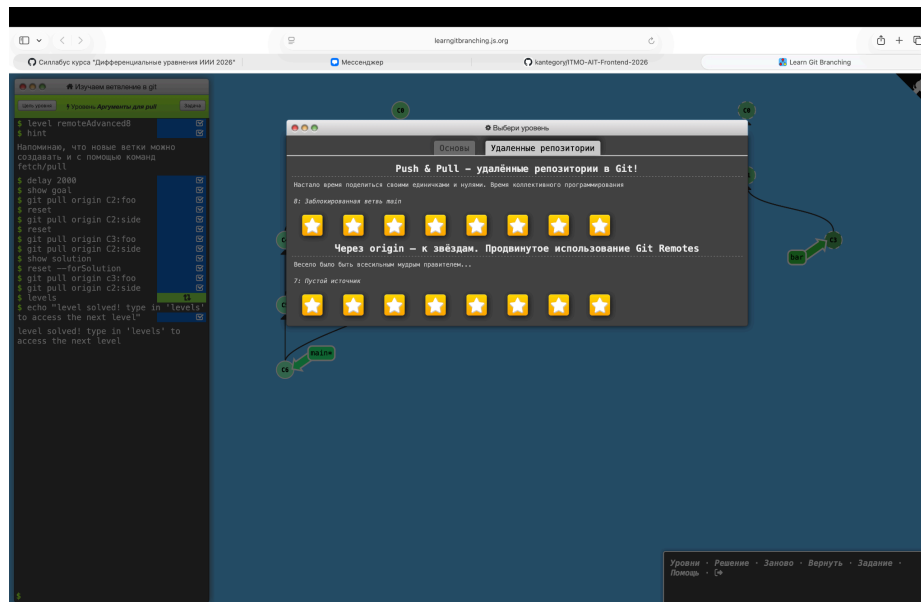 learngitbranching.js.org
Силлабус курса "Дифференциальные уравнения ИИИ 2026"
Мессенджер
kantegory/ITMO-AIT-Frontend-2026
Learn Git Branching
Изучаем ветвление в git
Цель уровня
Уровень Аргументы для pull
Задача
$ level remoteAdvanced8
$ hint
Напоминаю, что новые ветки можно
создавать и с помощью команд
fetch/pull
$ delay 2000
$ show goal
$ git pull origin C2:foo
$ reset
$ git pull origin C2:side
$ reset
$ git pull origin C3:foo
$ git pull origin C2:side
$ show solution
$ reset --forSolution
$ git pull origin c3:foo
$ git pull origin c2:side
$ levels
$ echo "level solved! type in 'levels'
to access the next level"
level solved! type in 'levels' to
access the next level
$
C0
C0
Выбери уровень
Основы
Удаленные репозитории
Push & Pull — удалённые репозитории в Git!
Настало время поделиться своими единичками и нулями. Время коллективного программирования
8: Заблокированная ветвь main
Через origin — к звёздам. Продвинутое использование Git Remotes
Весело было быть всесильным мудрым правителем...
7: Пустой источник
bar
C3
main*
C6
Уровни · Решение · Заново · Вернуть · Задание ·
Помощь ·